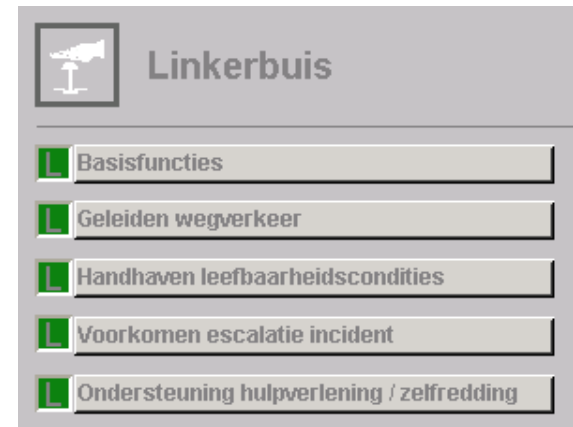 Linkerbuis
L Basisfuncties
L Geleiden wegverkeer
L Handhaven leefbaarheidscondities
L Voorkomen escalatie incident
L Ondersteuning hulpverlening / zelfredding